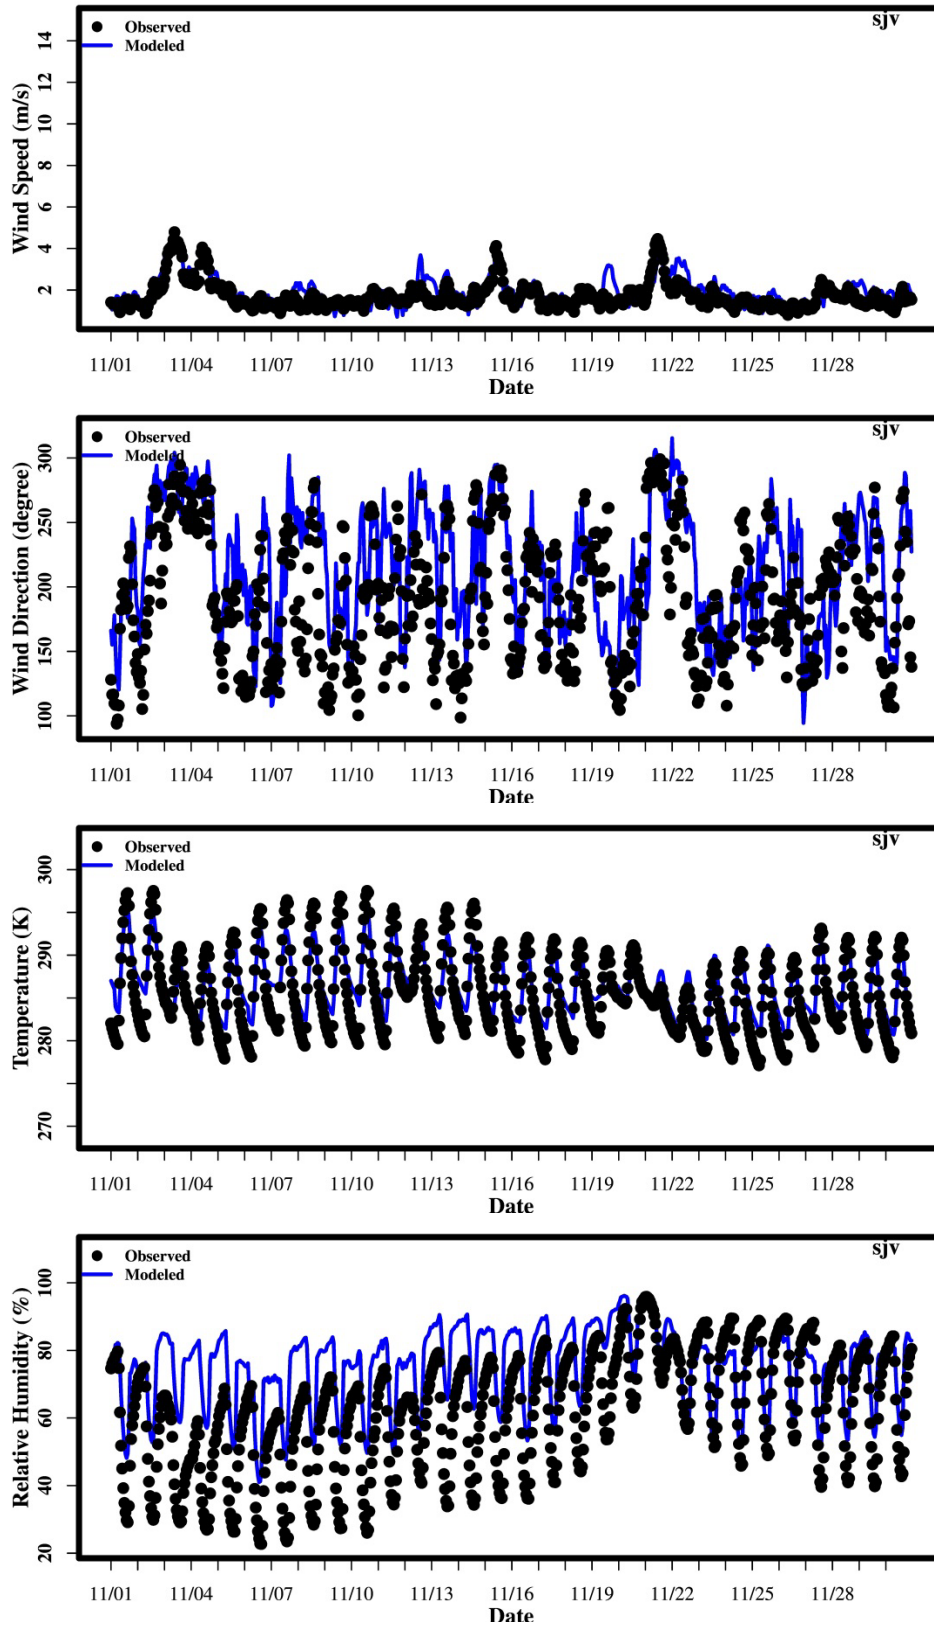 sjv
Observed
Modeled
Wind Speed (m/s)
14
12
10
8
6
4
2
11/01 11/04 11/07 11/10 11/13 11/16 11/19 11/22 11/25 11/28
Date
sjv
Observed
Modeled
Wind Direction (degree)
300
250
200
150
100
11/01 11/04 11/07 11/10 11/13 11/16 11/19 11/22 11/25 11/28
Date
sjv
Observed
Modeled
Temperature (K)
300
290
280
270
11/01 11/04 11/07 11/10 11/13 11/16 11/19 11/22 11/25 11/28
Date
sjv
Observed
Modeled
Relative Humidity (%)
100
80
60
40
20
11/01 11/04 11/07 11/10 11/13 11/16 11/19 11/22 11/25 11/28
Date